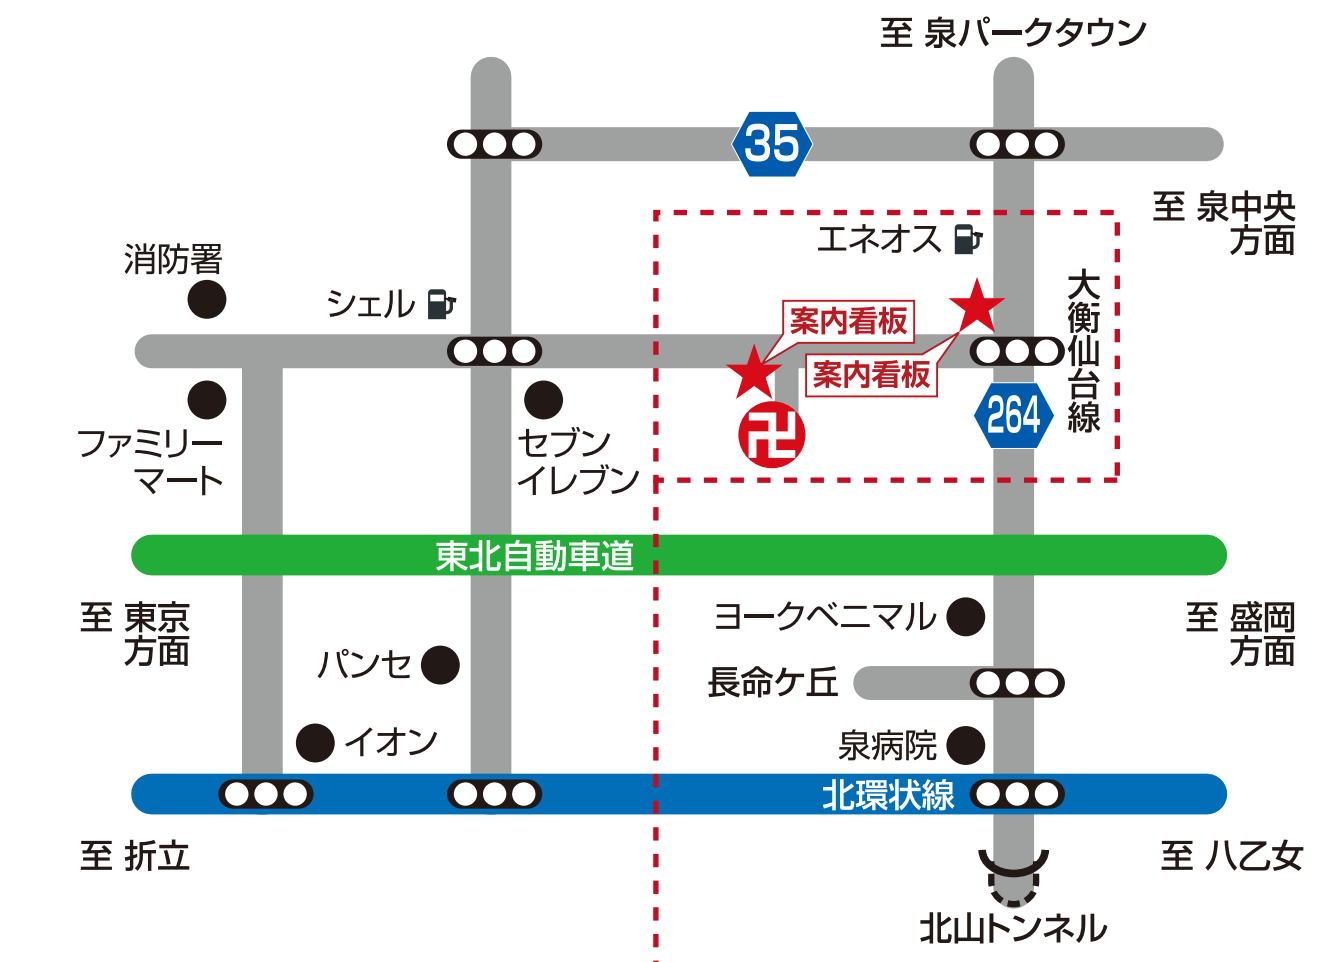 至 泉パークタウン
35
至 泉中央
方面
エネオス
消防署
シェル
大衡仙台線
案内看板
案内看板
264
卍
ファミリー
マート
セブン
イレブン
東北自動車道
至 東京
方面
ヨークベニマル
至 盛岡
方面
パンセ
長命ケ丘
イオン
泉病院
北環状線
至 折立
至 八乙女
北山トンネル